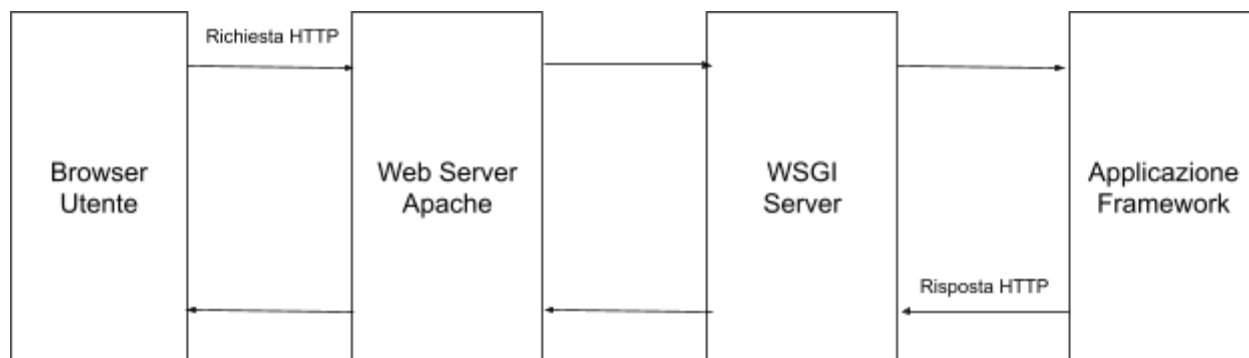 Richiesta HTTP
Browser
Utente
Web Server
Apache
WSGI
Server
Applicazione
Framework
Risposta HTTP